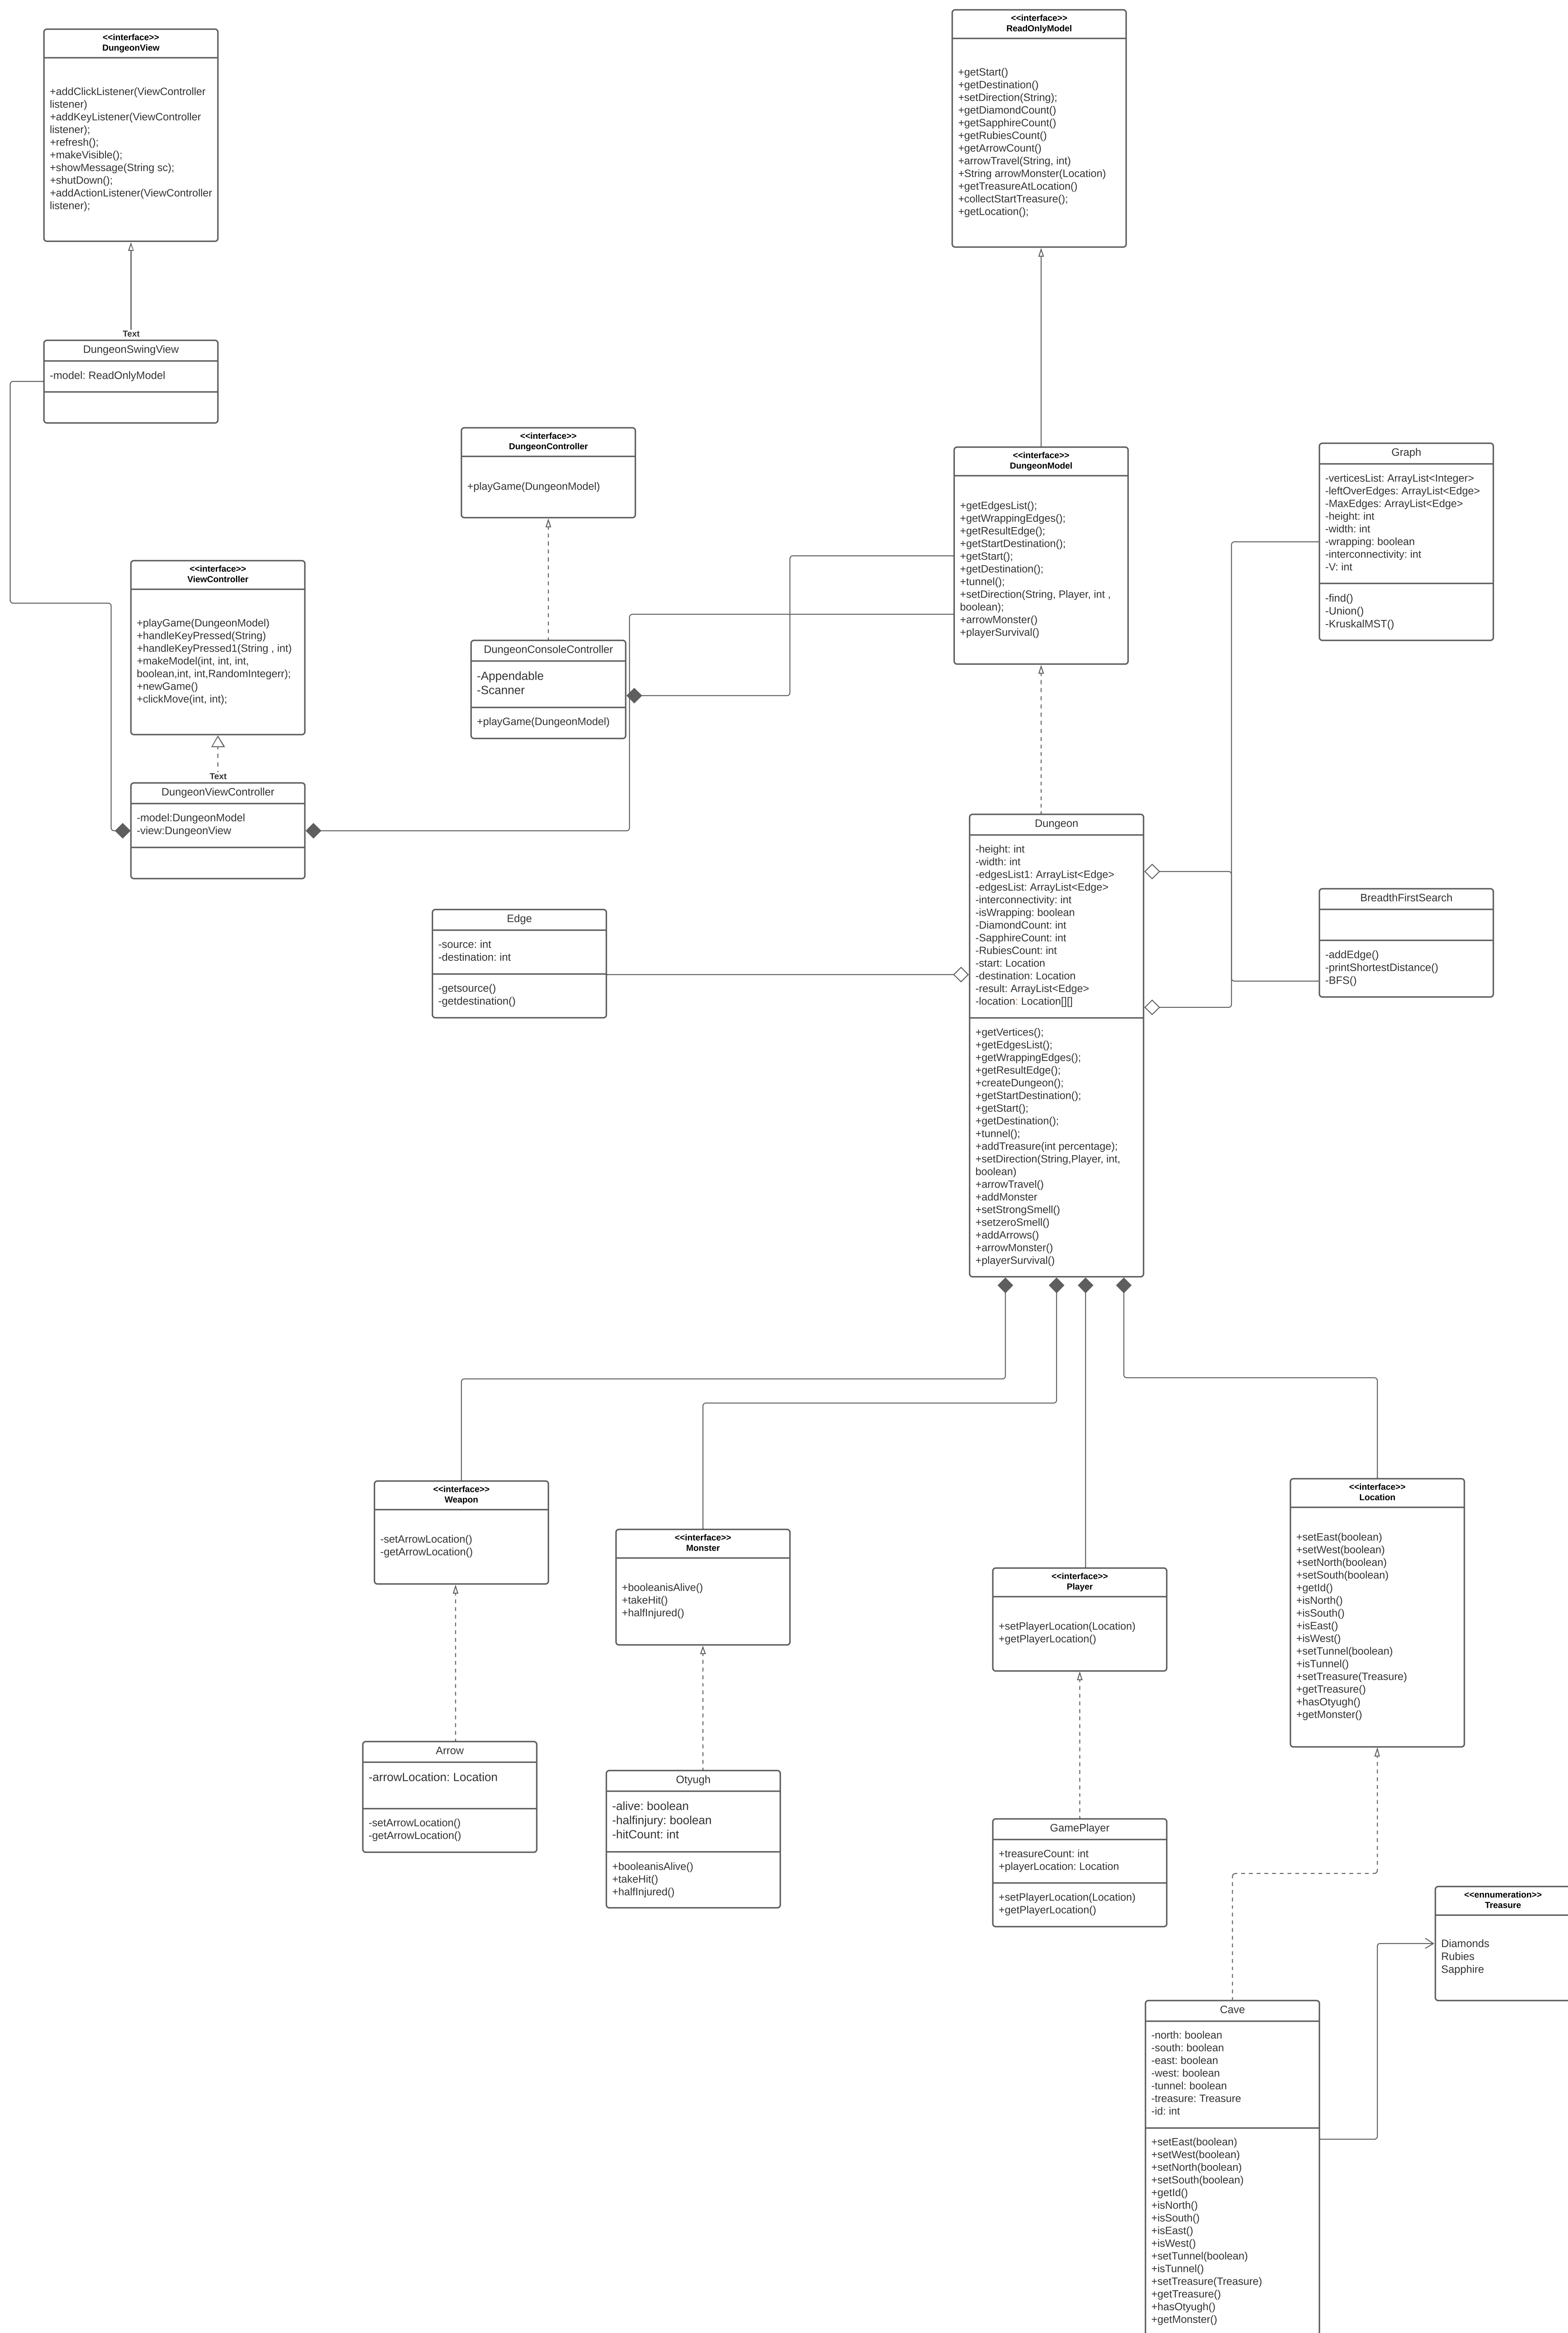 <<interface>>
DungeonView
+addClickListener(ViewController
listener)
+addKeyListener(ViewController
listener);
+refresh();
+makeVisible();
+showMessage(String sc);
+shutDown();
+addActionListener(ViewController
listener);
<<interface>>
ReadOnlyModel
+getStart()
+getDestination()
+setDirection(String);
+getDiamondCount()
+getSapphireCount()
+getRubiesCount()
+getArrowCount()
+arrowTravel(String, int)
+String arrowMonster(Location)
+getTreasureAtLocation()
+collectStartTreasure();
+getLocation();
Text
DungeonSwingView
-model: ReadOnlyModel
<<interface>>
DungeonController
+playGame(DungeonModel)
<<interface>>
DungeonModel
+getEdgesList();
+getWrappingEdges();
+getResultEdge();
+getStartDestination();
+getStart();
+getDestination();
+tunnel();
+setDirection(String, Player, int ,
boolean);
+arrowMonster()
+playerSurvival()
Graph
-verticesList: ArrayList<Integer>
-leftOverEdges: ArrayList<Edge>
-MaxEdges: ArrayList<Edge>
-height: int
-width: int
-wrapping: boolean
-interconnectivity: int
-V: int
-find()
-Union()
-KruskalMST()
<<interface>>
ViewController
+playGame(DungeonModel)
+handleKeyPressed(String)
+handleKeyPressed1(String , int)
+makeModel(int, int, int,
boolean,int, int,RandomIntegerr);
+newGame()
+clickMove(int, int);
DungeonConsoleController
-Appendable
-Scanner
+playGame(DungeonModel)
Text
DungeonViewController
-model:DungeonModel
-view:DungeonView
Dungeon
-height: int
-width: int
-edgesList1: ArrayList<Edge>
-edgesList: ArrayList<Edge>
-interconnectivity: int
-isWrapping: boolean
-DiamondCount: int
-SapphireCount: int
-RubiesCount: int
-start: Location
-destination: Location
-result: ArrayList<Edge>
-location: Location[][]
+getVertices();
+getEdgesList();
+getWrappingEdges();
+getResultEdge();
+createDungeon();
+getStartDestination();
+getStart();
+getDestination();
+tunnel();
+addTreasure(int percentage);
+setDirection(String,Player, int,
boolean)
+arrowTravel()
+addMonster
+setStrongSmell()
+setzeroSmell()
+addArrows()
+arrowMonster()
+playerSurvival()
BreadthFirstSearch
-addEdge()
-printShortestDistance()
-BFS()
Edge
-source: int
-destination: int
-getsource()
-getdestination()
<<interface>>
Weapon
-setArrowLocation()
-getArrowLocation()
<<interface>>
Monster
+booleanisAlive()
+takeHit()
+halfInjured()
<<interface>>
Player
+setPlayerLocation(Location)
+getPlayerLocation()
<<interface>>
Location
+setEast(boolean)
+setWest(boolean)
+setNorth(boolean)
+setSouth(boolean)
+getId()
+isNorth()
+isSouth()
+isEast()
+isWest()
+setTunnel(boolean)
+isTunnel()
+setTreasure(Treasure)
+getTreasure()
+hasOtyugh()
+getMonster()
Arrow
-arrowLocation: Location
-setArrowLocation()
-getArrowLocation()
Otyugh
-alive: boolean
-halfinjury: boolean
-hitCount: int
+booleanisAlive()
+takeHit()
+halfInjured()
GamePlayer
+treasureCount: int
+playerLocation: Location
+setPlayerLocation(Location)
+getPlayerLocation()
<<ennumeration>>
Treasure
Diamonds
Rubies
Sapphire
Cave
-north: boolean
-south: boolean
-east: boolean
-west: boolean
-tunnel: boolean
-treasure: Treasure
-id: int
+setEast(boolean)
+setWest(boolean)
+setNorth(boolean)
+setSouth(boolean)
+getId()
+isNorth()
+isSouth()
+isEast()
+isWest()
+setTunnel(boolean)
+isTunnel()
+setTreasure(Treasure)
+getTreasure()
+hasOtyugh()
+getMonster()